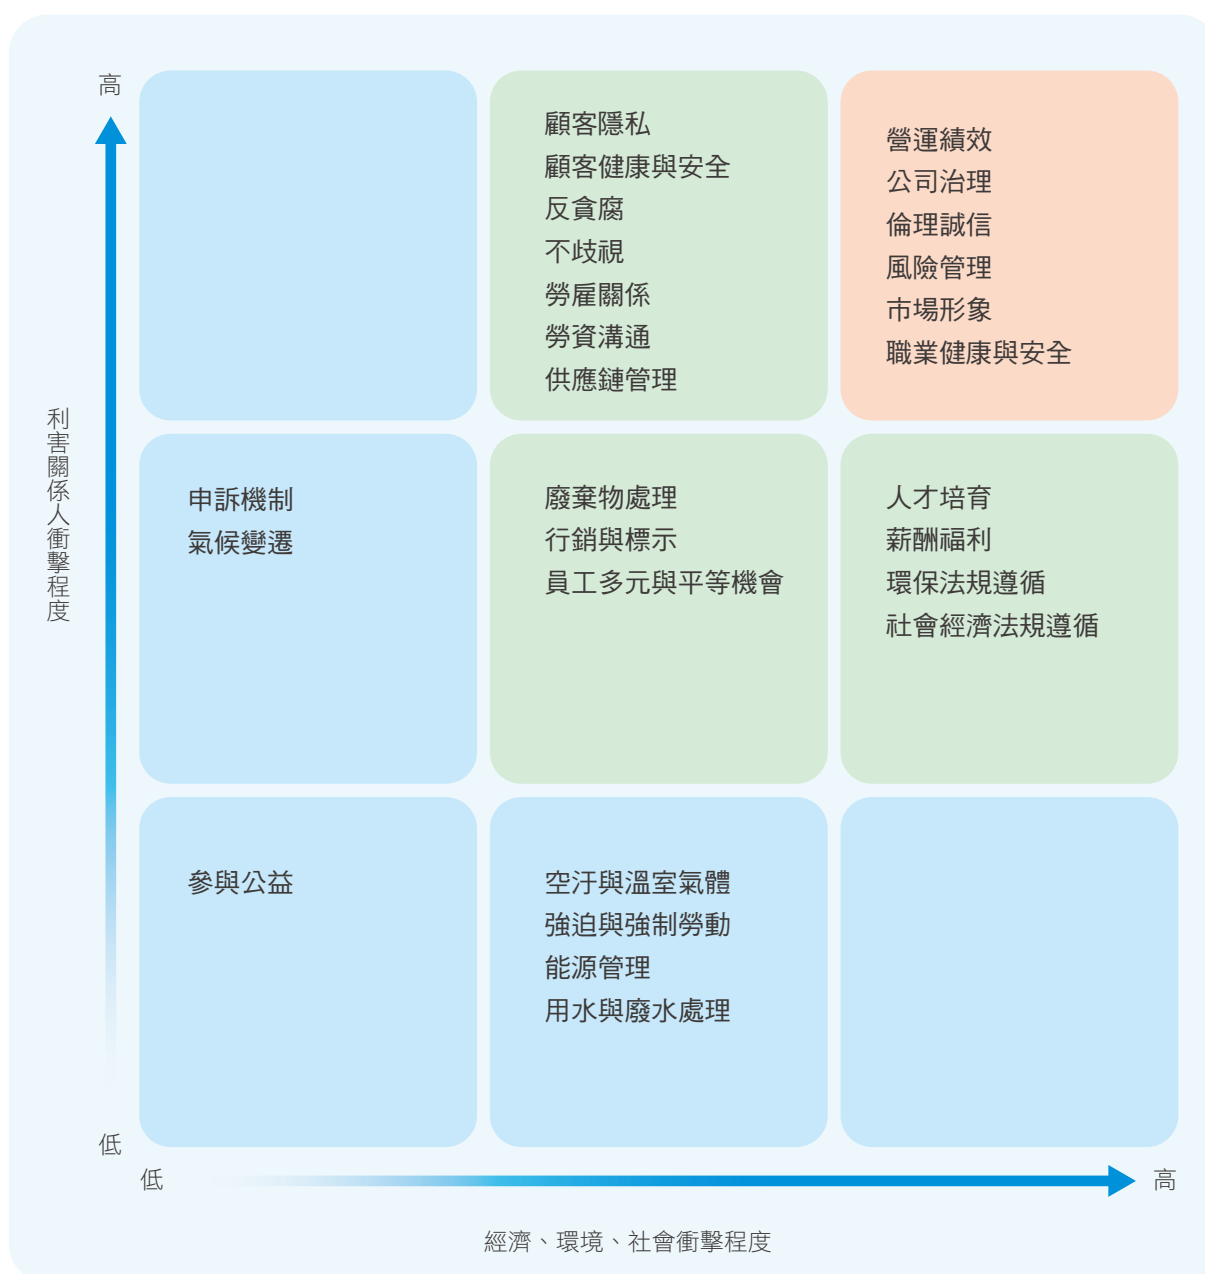 高
利害關係人衝擊程度
顧客隱私
顧客健康與安全
反貪腐
不歧視
勞雇關係
勞資溝通
供應鏈管理
營運績效
公司治理
倫理誠信
風險管理
市場形象
職業健康與安全
申訴機制
氣候變遷
廢棄物處理
行銷與標示
員工多元與平等機會
人才培育
薪酬福利
環保法規遵循
社會經濟法規遵循
參與公益
空汙與溫室氣體
強迫與強制勞動
能源管理
用水與廢水處理
低
低
高
經濟、環境、社會衝擊程度